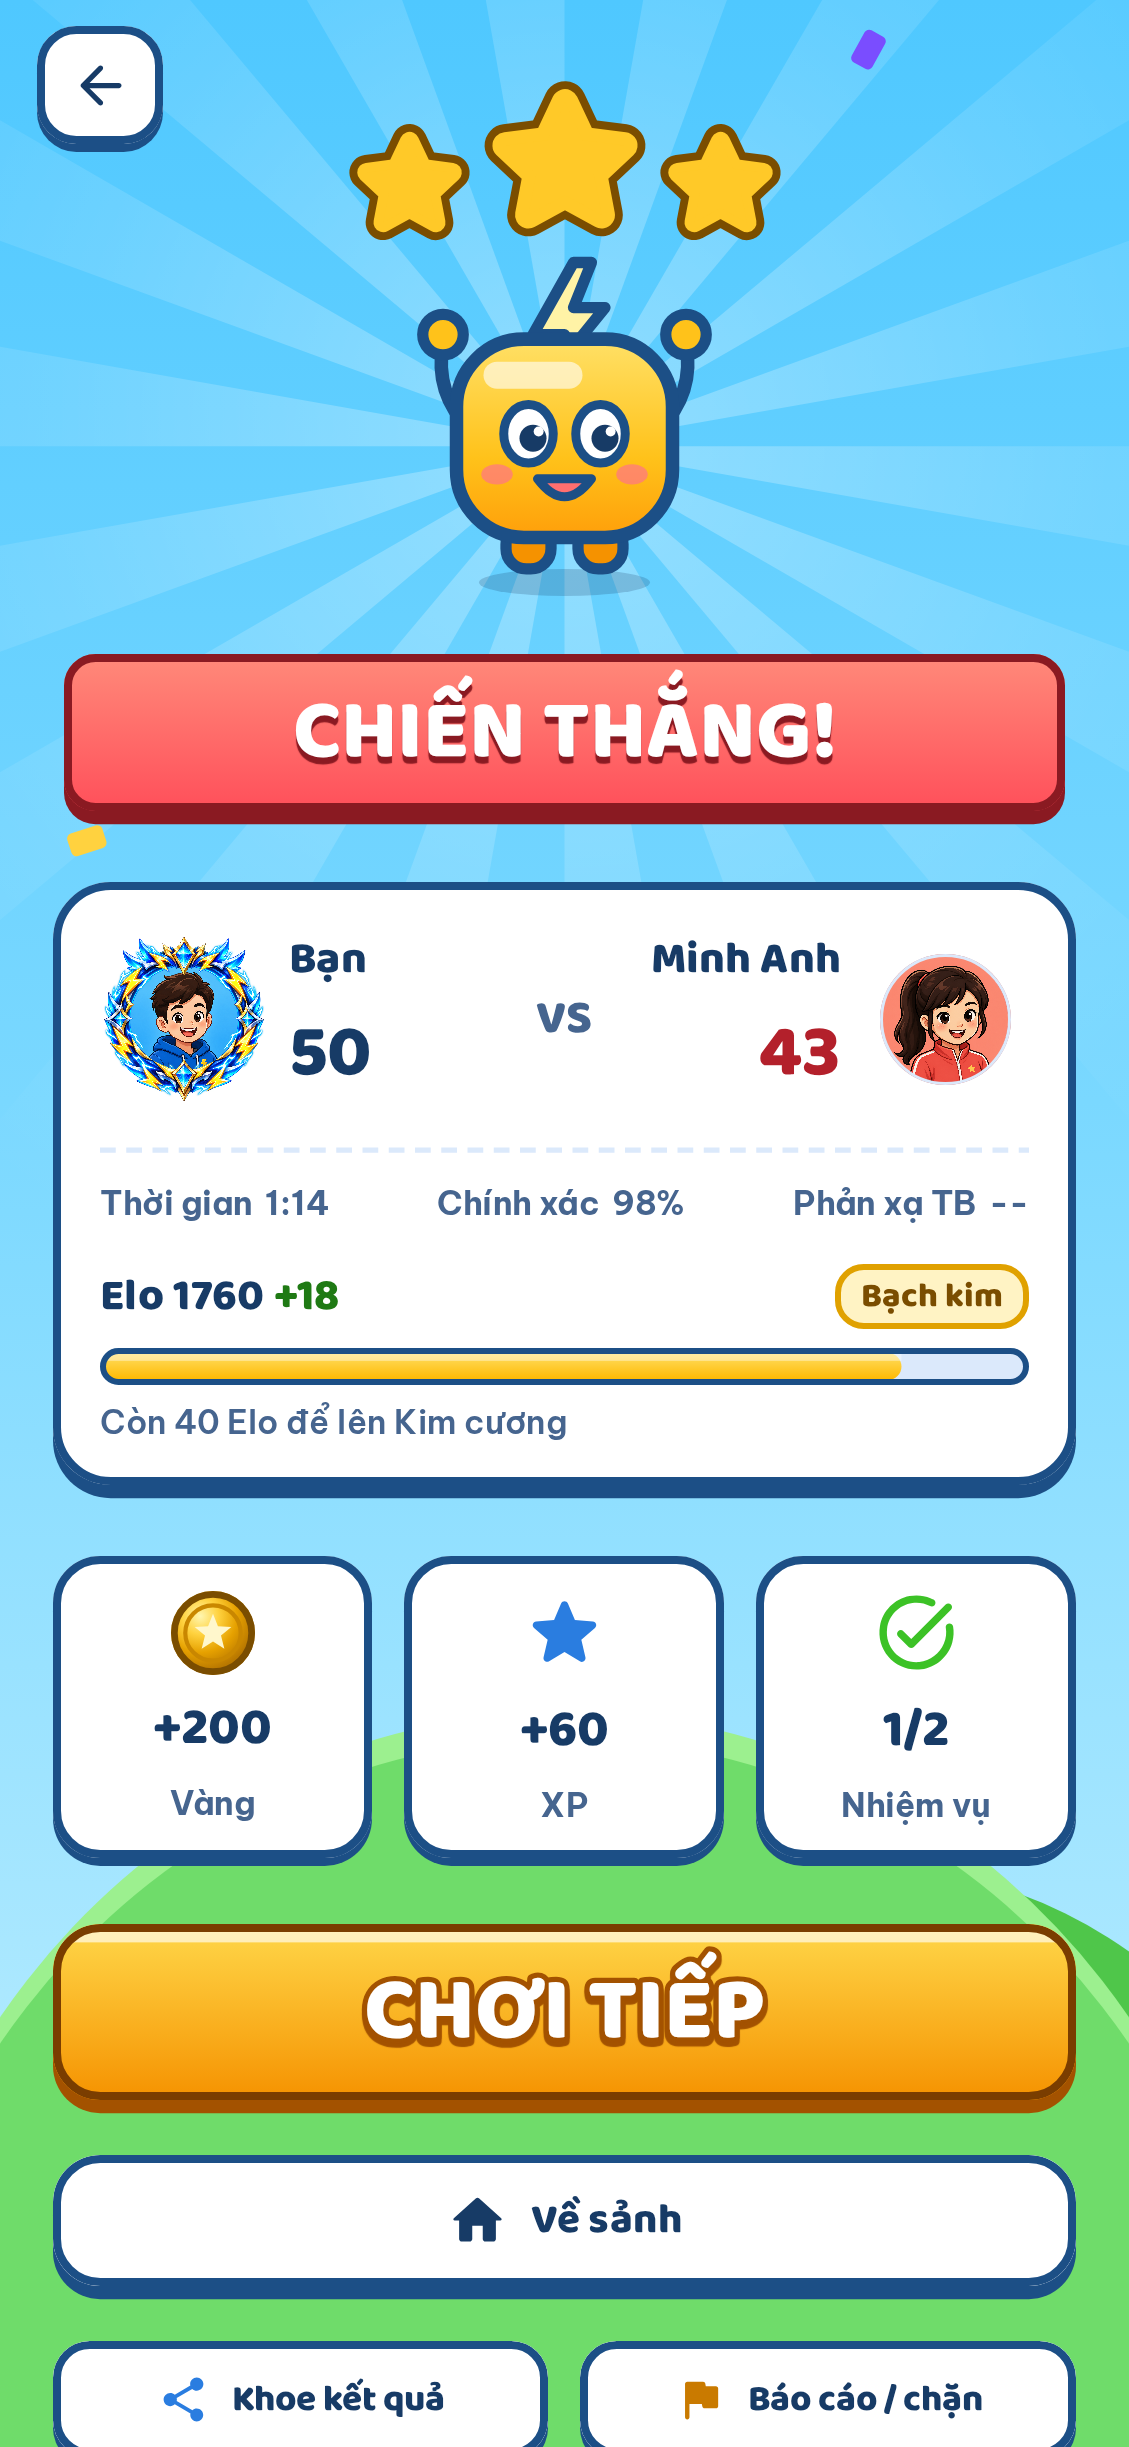 CHIẾN THẮNG!
Bạn
50
VS
Minh Anh
43
Thời gian 1:14
Chính xác 98%
Phản xạ TB --
Elo 1760 +18
Bạch kim
Còn 40 Elo để lên Kim cương
+200
Vàng
+60
XP
1/2
Nhiệm vụ
CHƠI TIẾP
Về sảnh
Khoe kết quả
Báo cáo / chặn